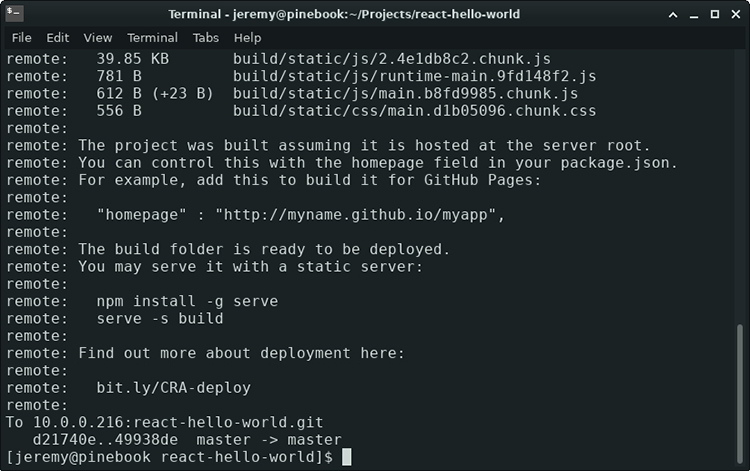 Terminal - jeremy@pinebook:~/Projects/react-hello-world
File Edit View Terminal Tabs Help
remote:   39.85 KB       build/static/js/2.4e1db8c2.chunk.js
remote:   781 B          build/static/js/runtime-main.9fd148f2.js
remote:   612 B (+23 B)  build/static/js/main.b8fd9985.chunk.js
remote:   556 B          build/static/css/main.d1b05096.chunk.css
remote:
remote: The project was built assuming it is hosted at the server root.
remote: You can control this with the homepage field in your package.json.
remote: For example, add this to build it for GitHub Pages:
remote:
remote:   "homepage" : "http://myname.github.io/myapp",
remote:
remote: The build folder is ready to be deployed.
remote: You may serve it with a static server:
remote:
remote:   npm install -g serve
remote:   serve -s build
remote:
remote: Find out more about deployment here:
remote:
remote:   bit.ly/CRA-deploy
remote:
To 10.0.0.216:react-hello-world.git
   d21740e..49938de  master -> master
[jeremy@pinebook react-hello-world]$